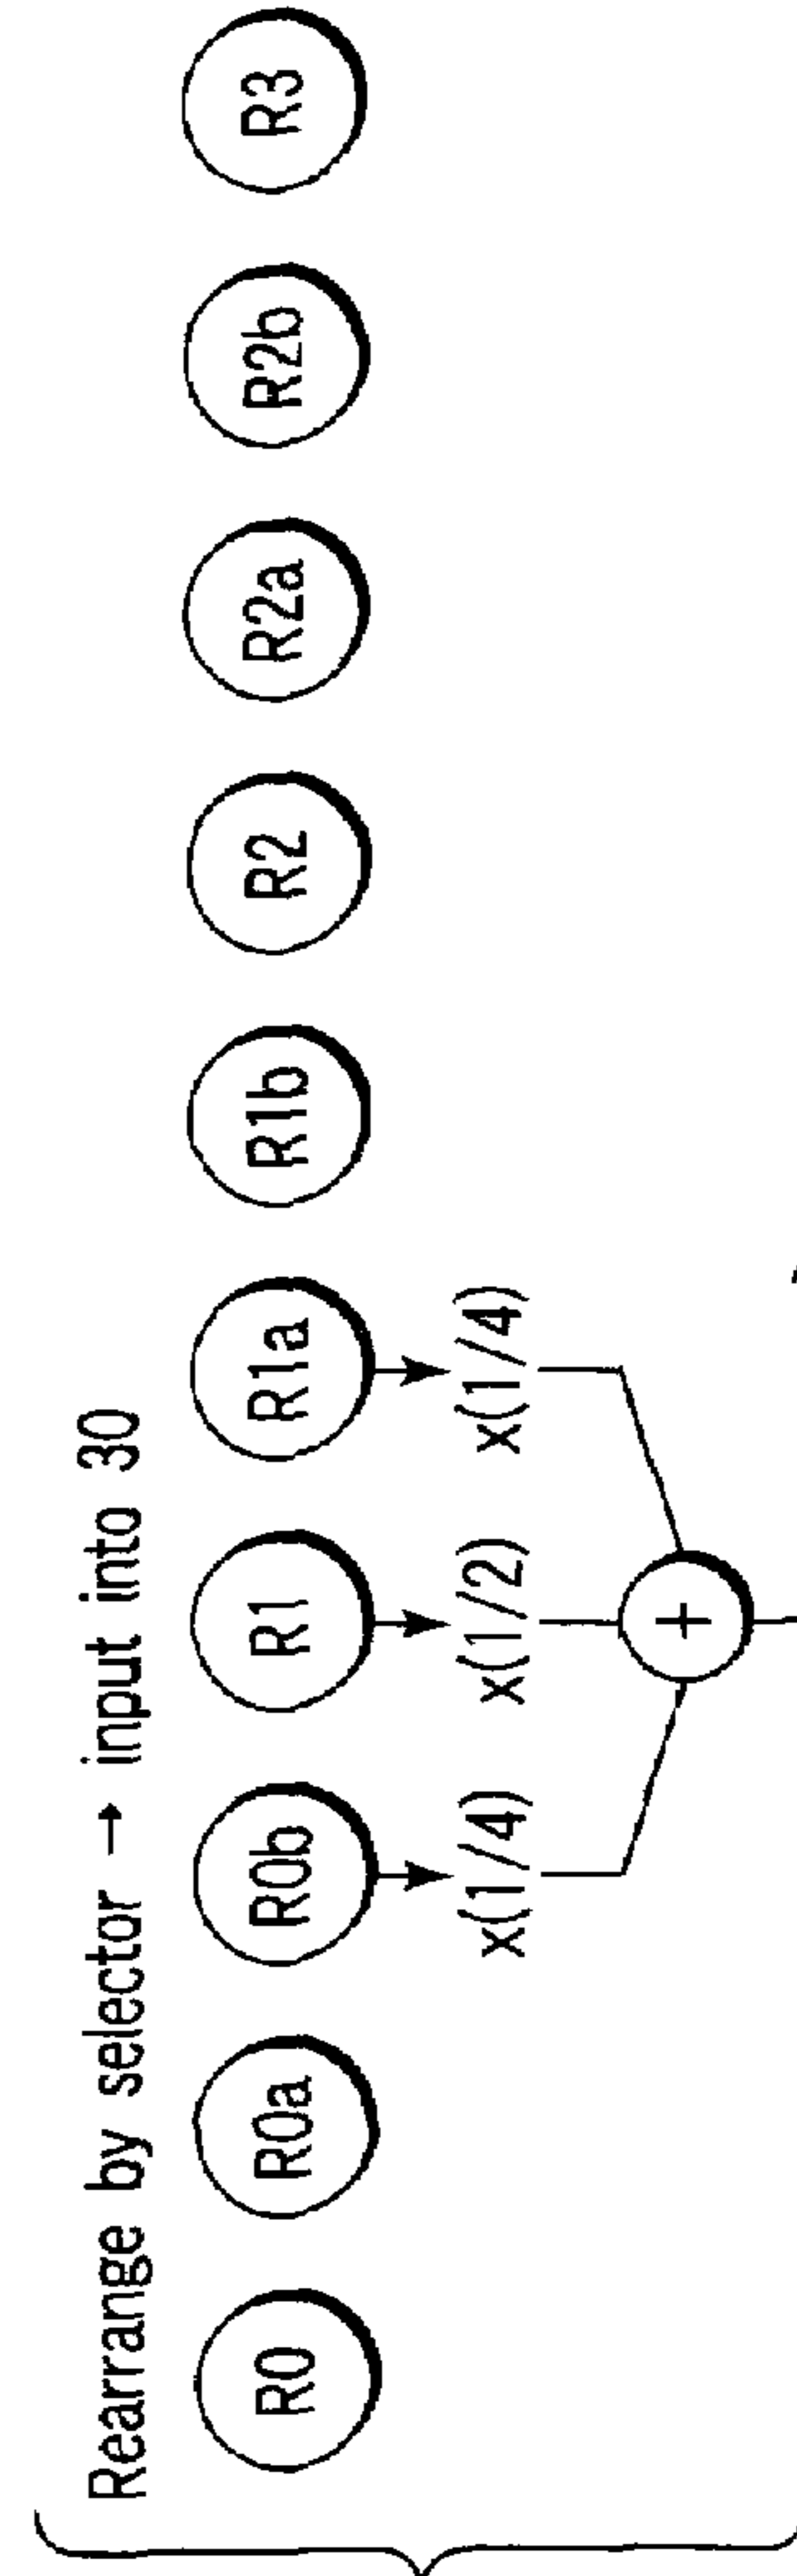 Rearrange by selector → input into 30
R0 R0a R0b R1 R1a R1b R2 R2a R2b R3
x(1/4) x(1/2) x(1/4)
+